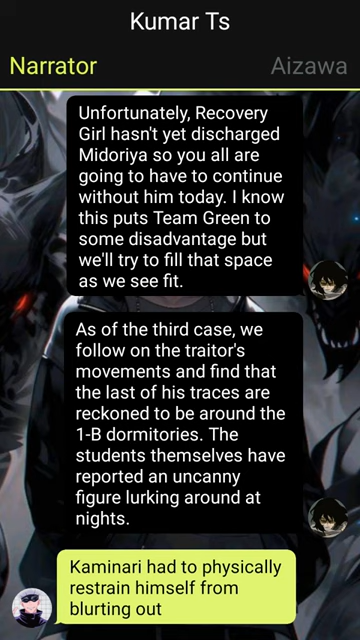 Kumar Ts
Narrator
Aizawa
Unfortunately, Recovery
Girl hasn't yet discharged
Midoriya so you all are
going to have to continue
without him today. I know
this puts Team Green to
some disadvantage but
we'll try to fill that space
as we see fit.
As of the third case, we
follow on the traitor's
movements and find that
the last of his traces are
reckoned to be around the
1-B dormitories. The
students themselves have
reported an uncanny
figure lurking around at
nights.
Kaminari had to physically
restrain himself from
blurting out